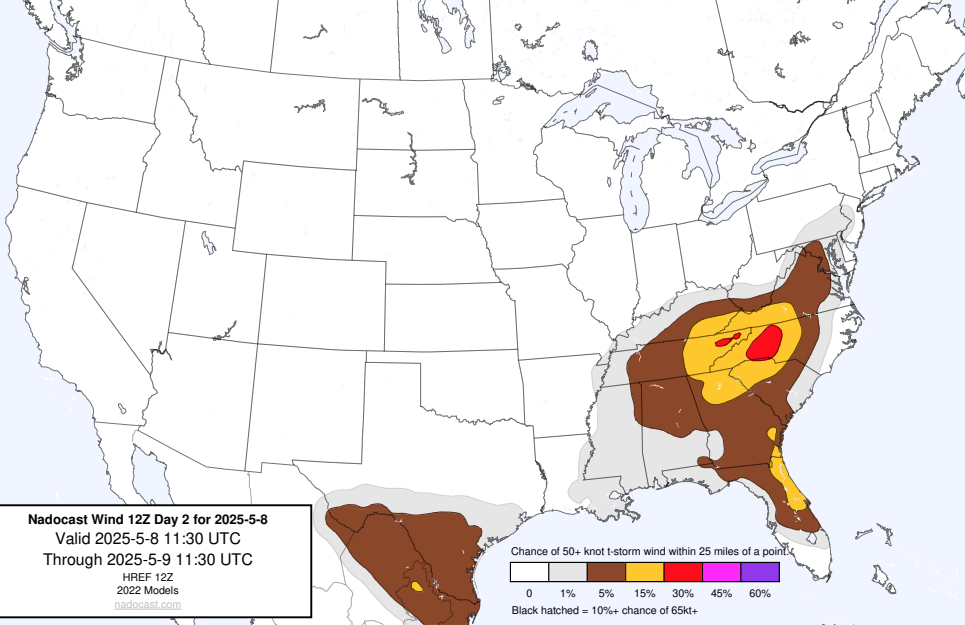 Nadocast Wind 12Z Day 2 for 2025-5-8
Valid 2025-5-8 11:30 UTC
Through 2025-5-9 11:30 UTC
HREF 12Z
2022 Models
nadocast.com
Chance of 50+ knot t-storm wind within 25 miles of a point.
0 1% 5% 15% 30% 45% 60%
Black hatched = 10%+ chance of 65kt+